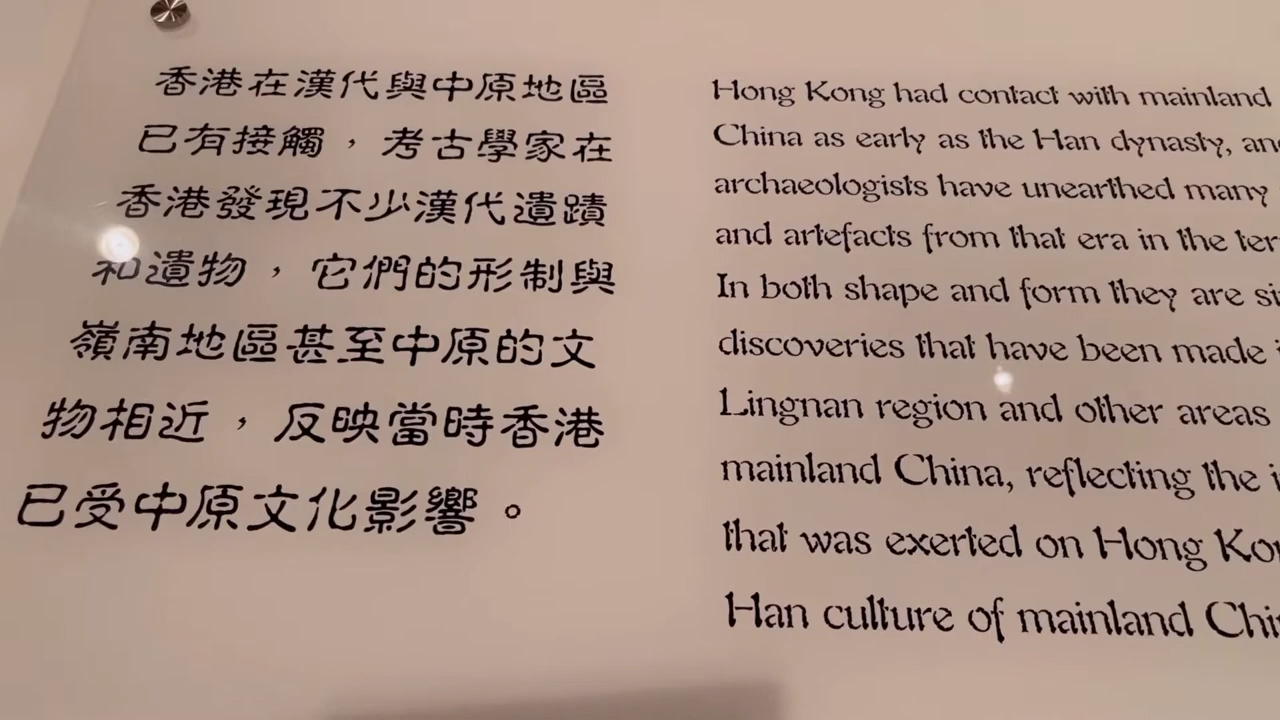 香港在漢代與中原地區
已有接觸，考古學家在
香港發現不少漢代遺蹟
和遺物，它們的形制與
嶺南地區甚至中原的文
物相近，反映當時香港
已受中原文化影響。
Hong Kong had contact with mainland
China as early as the Han dynasty, and
archaeologists have unearthed many
and artefacts from that era in the
In both shape and form they are
discoveries that have been made
Lingnan region and other areas
mainland China, reflecting the
that was exerted on Hong
Han culture of mainland